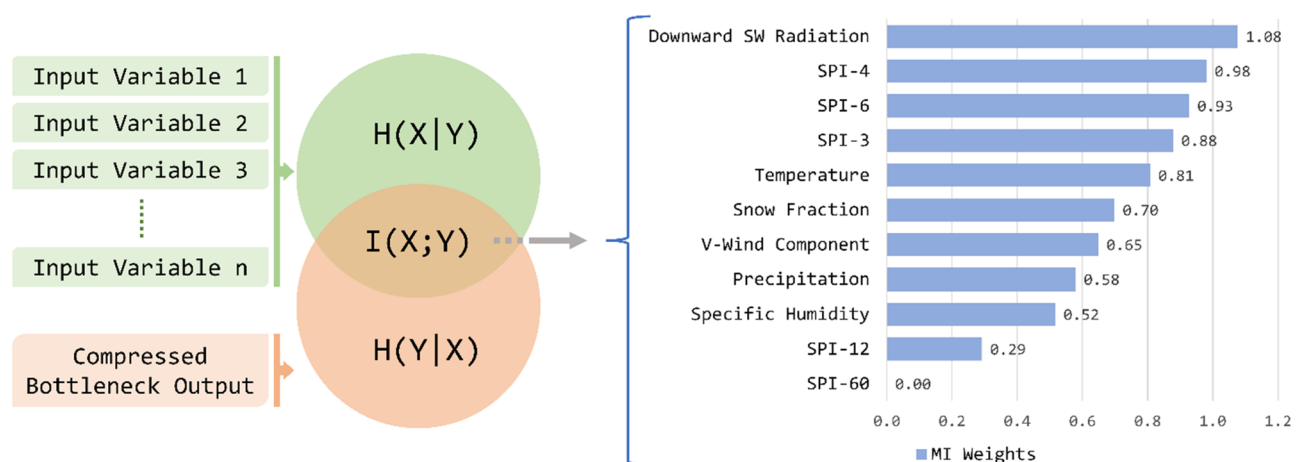 Input Variable 1
Input Variable 2
Input Variable 3
Input Variable n
Compressed
Bottleneck Output
H(X|Y)
I(X;Y)
H(Y|X)
Downward SW Radiation 1.08
SPI-4 0.98
SPI-6 0.93
SPI-3 0.88
Temperature 0.81
Snow Fraction 0.70
V-Wind Component 0.65
Precipitation 0.58
Specific Humidity 0.52
SPI-12 0.29
SPI-60 0.00
0.0 0.2 0.4 0.6 0.8 1.0 1.2
MI Weights